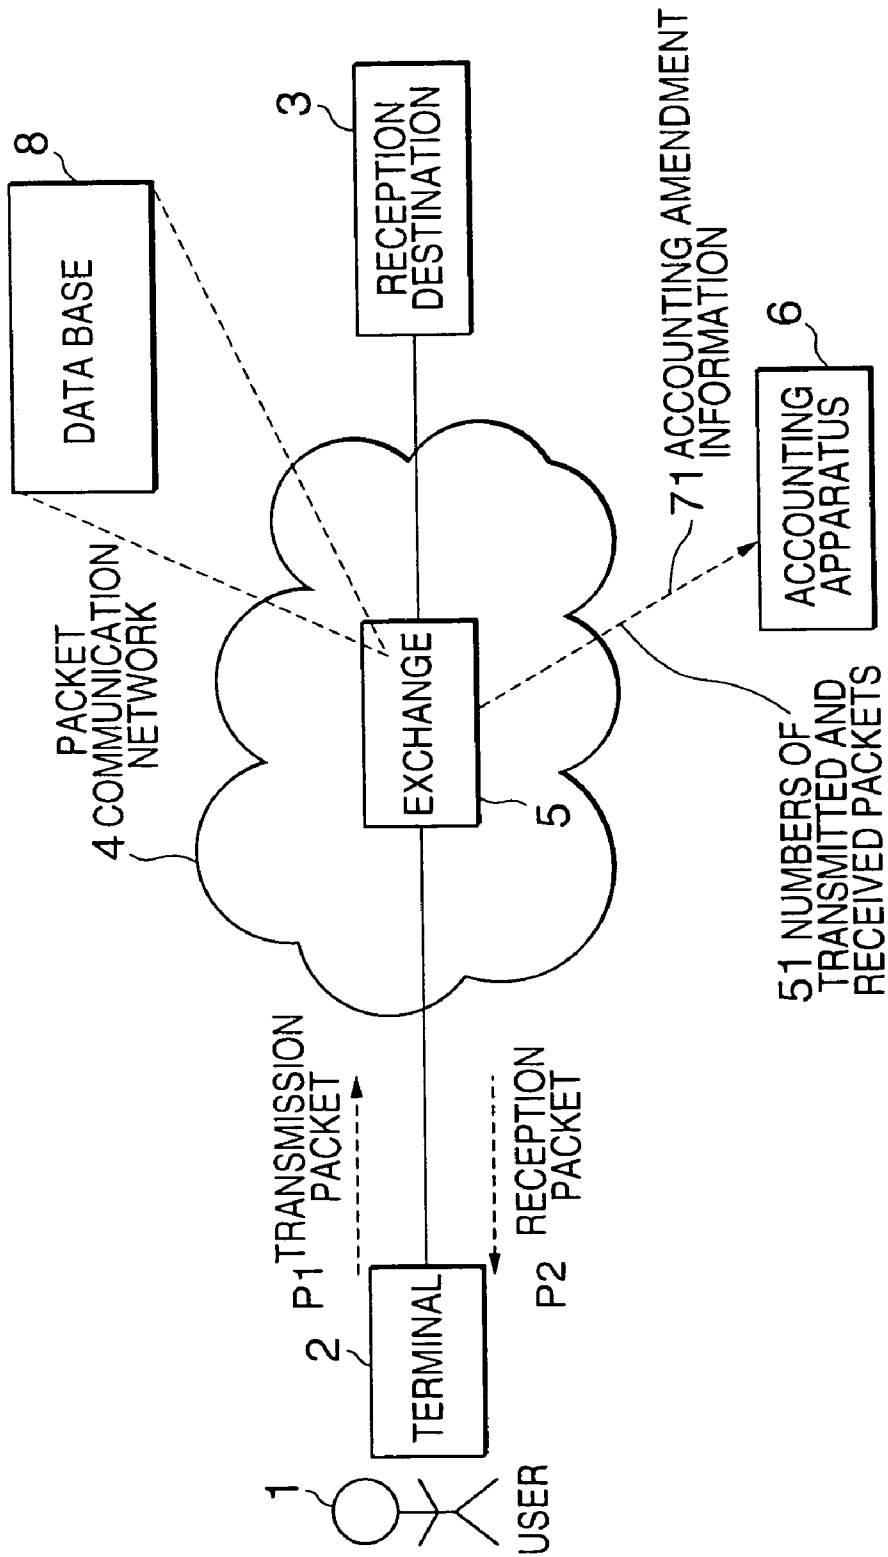 1
USER
2
TERMINAL
P1 TRANSMISSION
PACKET
P2 RECEPTION
PACKET
4 PACKET
COMMUNICATION
NETWORK
EXCHANGE
5
8
DATA BASE
3
RECEPTION
DESTINATION
51 NUMBERS OF
TRANSMITTED AND
RECEIVED PACKETS
71 ACCOUNTING AMENDMENT
INFORMATION
6
ACCOUNTING
APPARATUS